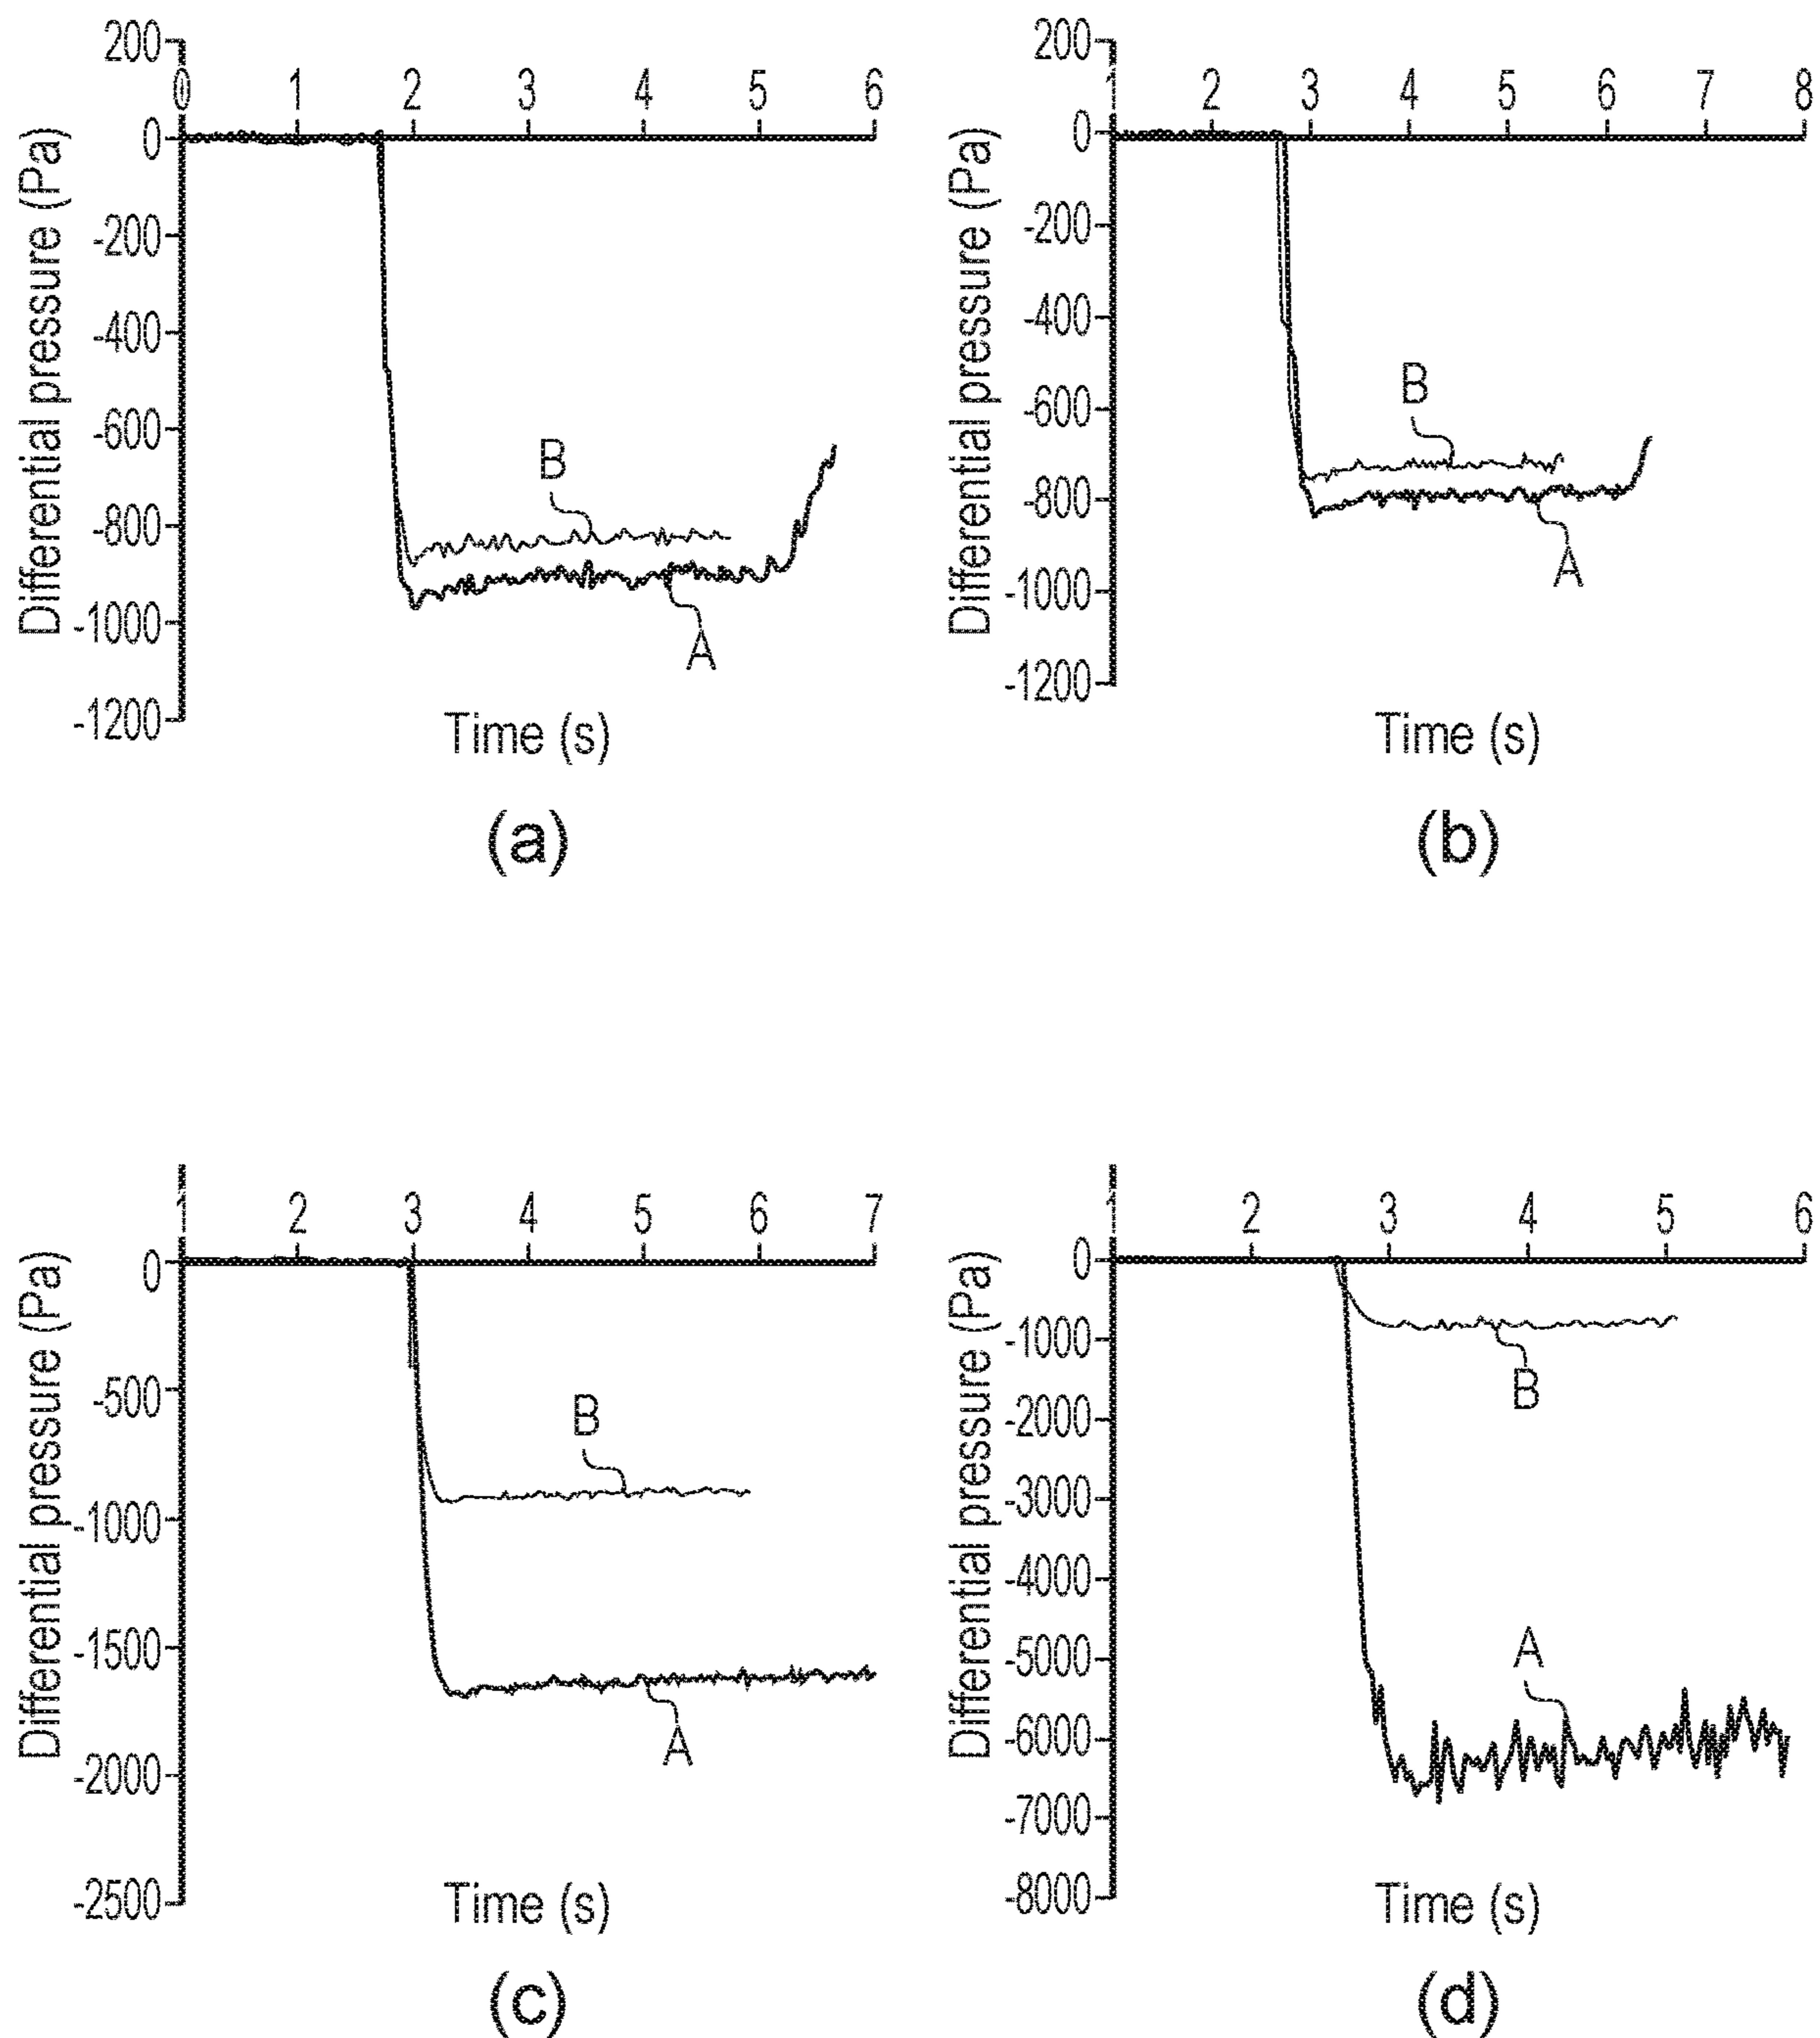 200
0 1 2 3 4 5 6
0
-200
-400
-600
-800
-1000
-1200
Differential pressure (Pa)
B
A
Time (s)
(a)
200
1 2 3 4 5 6 7 8
0
-200
-400
-600
-800
-1000
-1200
Differential pressure (Pa)
B
A
Time (s)
(b)
1 2 3 4 5 6 7
0
-500
-1000
-1500
-2000
-2500
Differential pressure (Pa)
B
A
Time (s)
(c)
1 2 3 4 5 6
0
-1000
-2000
-3000
-4000
-5000
-6000
-7000
-8000
Differential pressure (Pa)
B
A
Time (s)
(d)